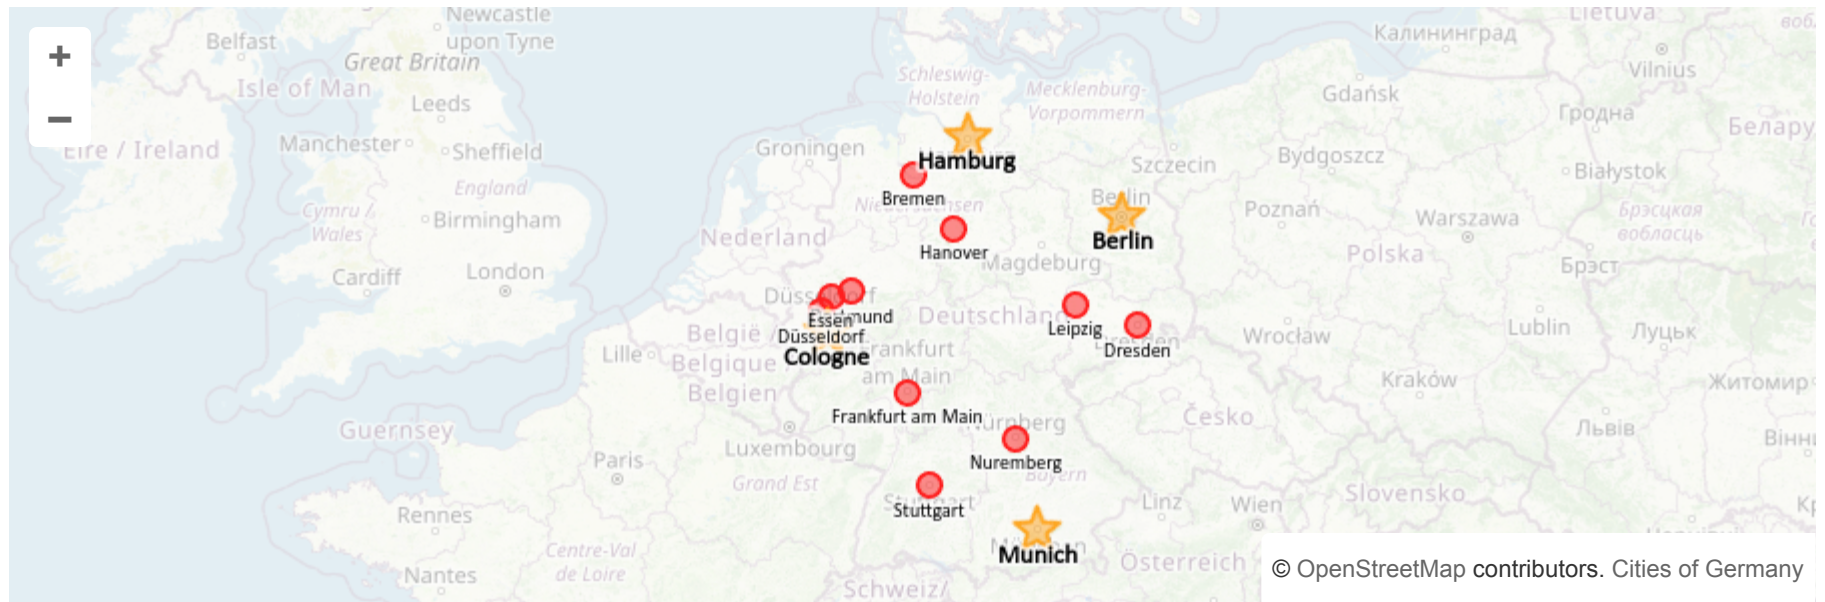 +
−
Newcastle
upon Tyne
Belfast
Great Britain
Isle of Man
Leeds
Éire / Ireland
Manchester
Sheffield
England
Cymru /
Wales
Birmingham
Cardiff
London
Guernsey
Lille
Paris
Rennes
Nantes
Centre-Val
de Loire
Grand Est
Luxembourg
België /
Belgique /
Belgien
Nederland
Groningen
Schleswig-
Holstein
Mecklenburg-
Vorpommern
Hamburg
Bremen
Niedersachsen
Hanover
Berlin
Berlin
Magdeburg
Deutschland
Essen
Düsseldorf
Cologne
Frankfurt
am Main
Frankfurt am Main
Leipzig
Dresden
Nürnberg
Nuremberg
Bayern
Stuttgart
Stuttgart
Munich
Schweiz/
Österreich
Linz
Wien
Slovensko
Česko
Szczecin
Poznań
Bydgoszcz
Gdańsk
Калининград
Lietuva
Vilnius
Гродна
Беларy
Białystok
Warszawa
Polska
Брэсцкая
вобласць
Брэст
Wrocław
Lublin
Луцьк
Kraków
Житомир
Львів
Вінн
© OpenStreetMap contributors. Cities of Germany